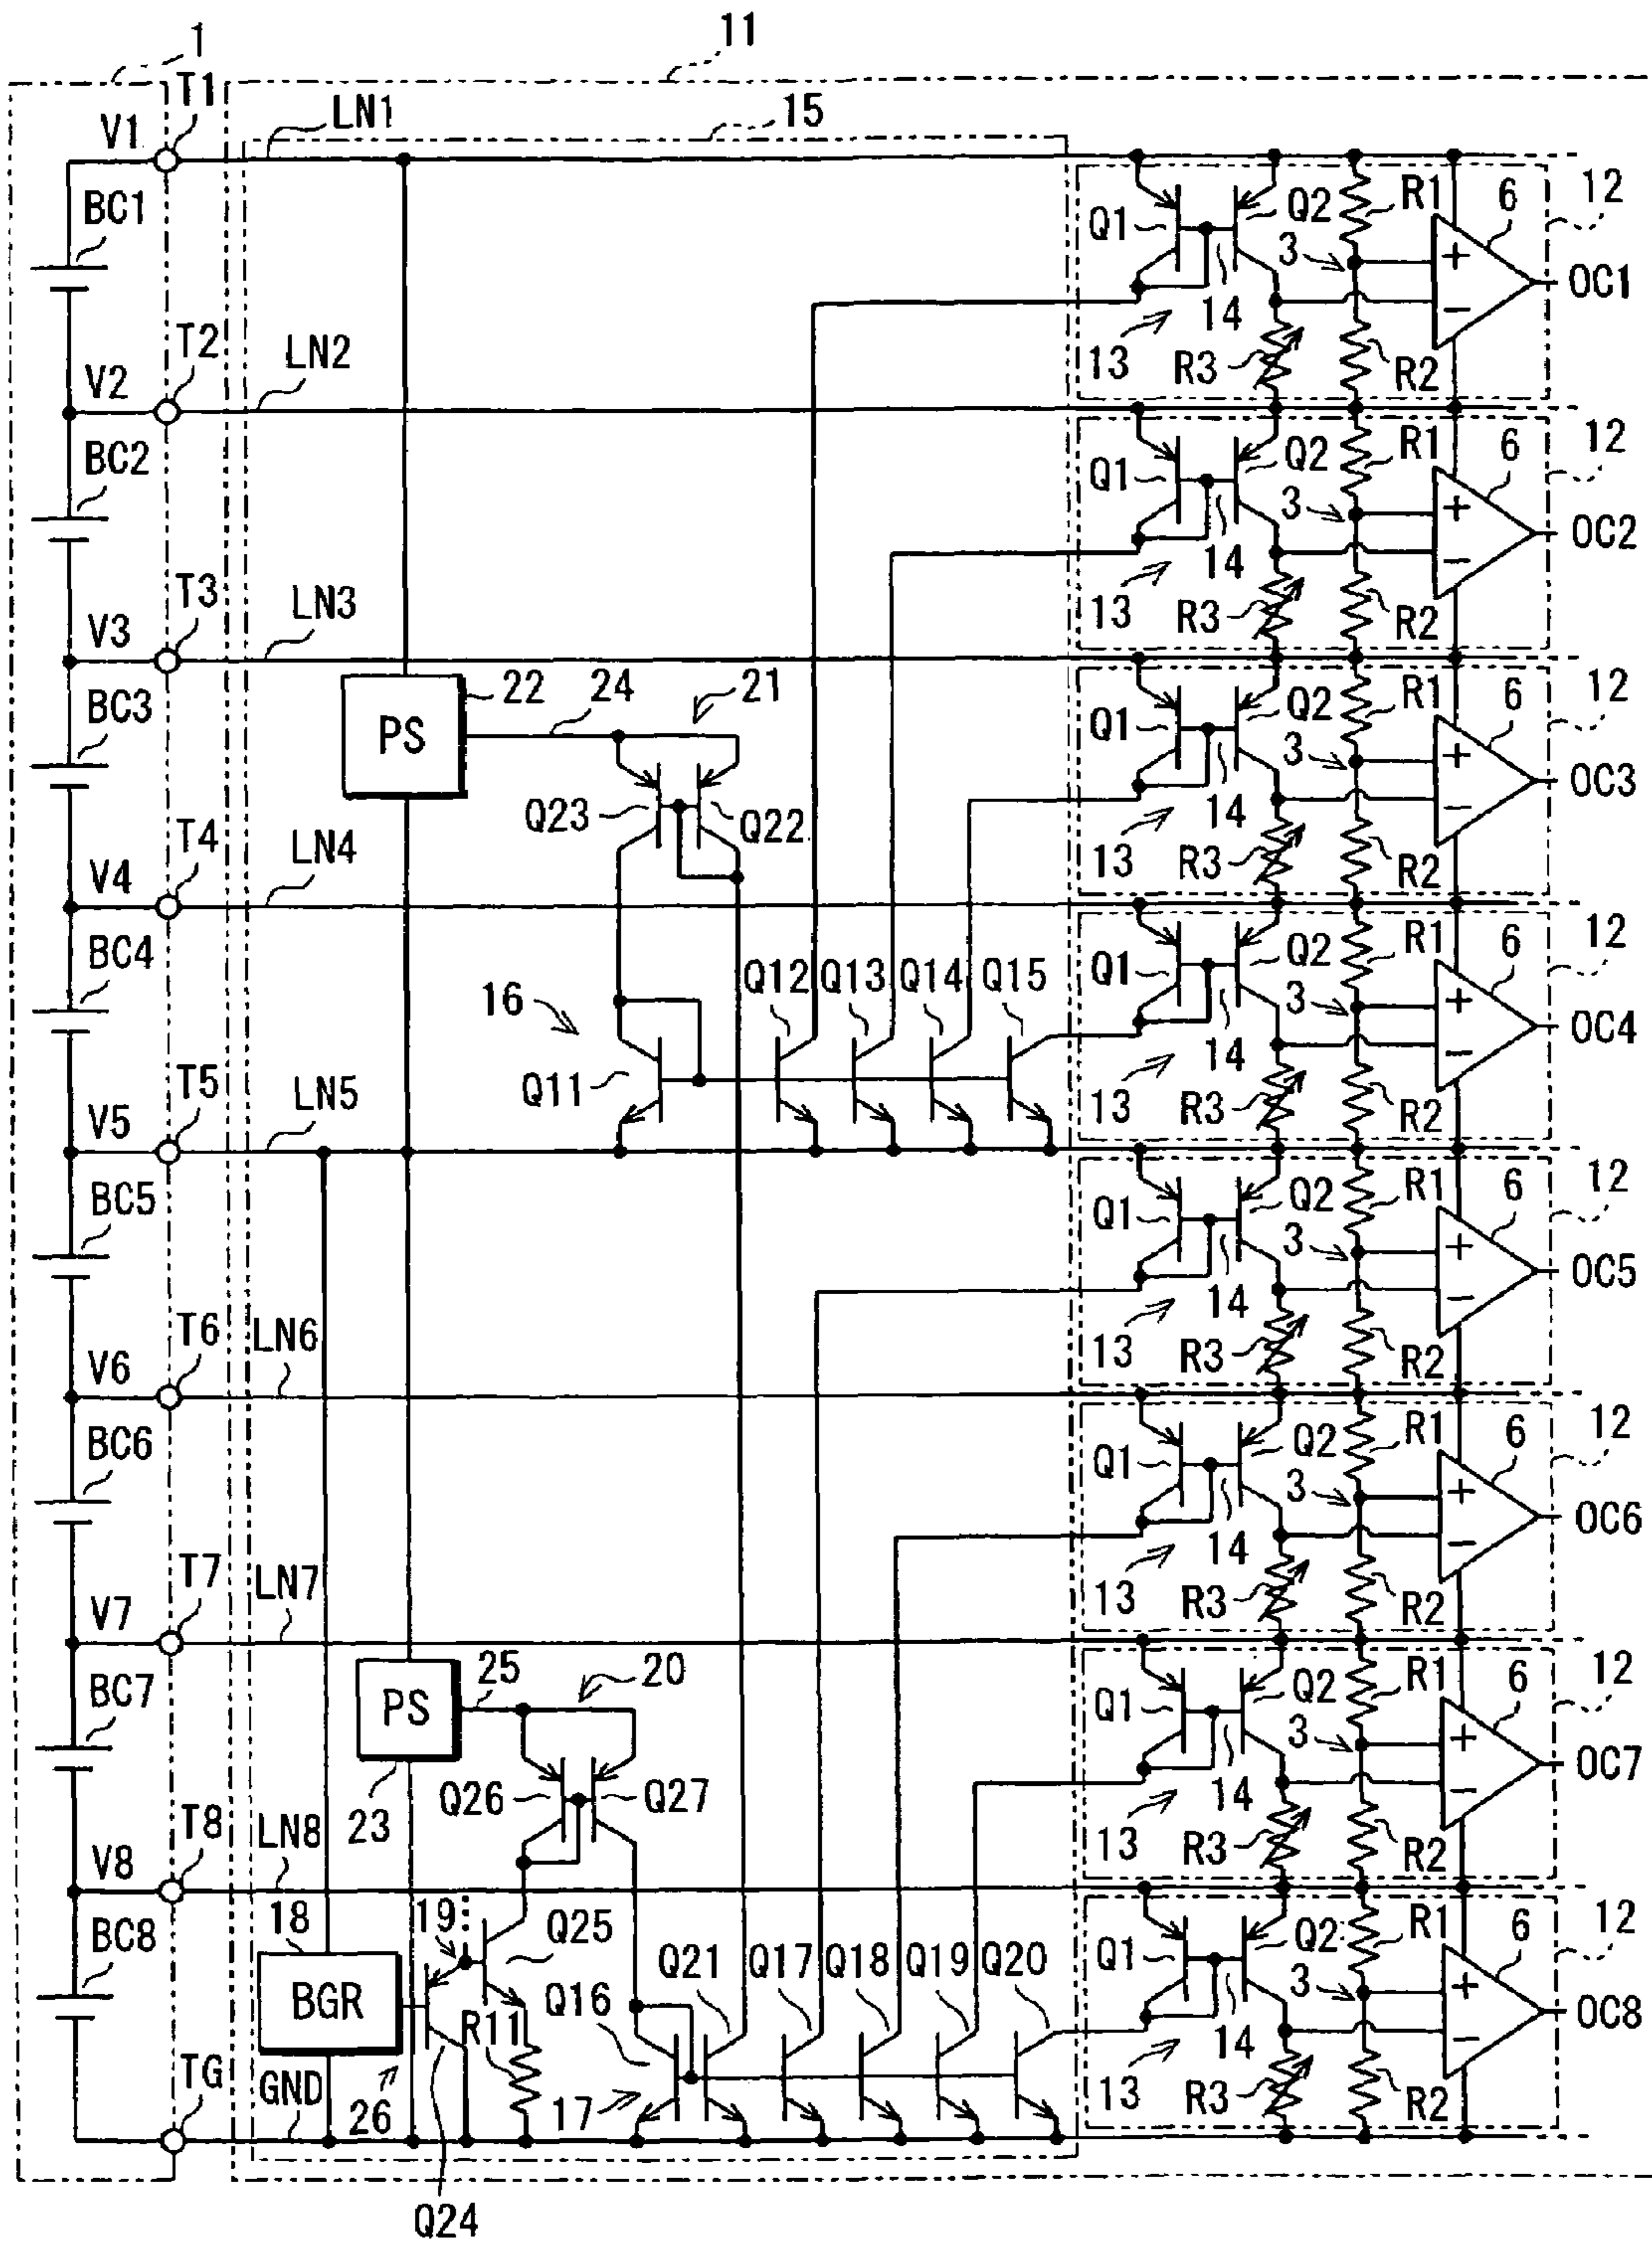 1
11
T1
V1
LN1
15
BC1
Q1
Q2
R1
6
12
3
+
−
OC1
13
14
R3
R2
T2
V2
LN2
BC2
Q1
Q2
R1
6
12
3
+
−
OC2
13
14
R3
R2
T3
V3
LN3
22
24
21
PS
BC3
Q23
Q22
Q1
Q2
R1
6
12
3
+
−
OC3
13
14
R3
R2
T4
V4
LN4
BC4
16
Q11
Q12
Q13
Q14
Q15
Q1
Q2
R1
6
12
3
+
−
OC4
13
14
R3
R2
T5
V5
LN5
BC5
Q1
Q2
R1
6
12
3
+
−
OC5
13
14
R3
R2
T6
V6
LN6
BC6
Q1
Q2
R1
6
12
3
+
−
OC6
13
14
R3
R2
T7
V7
LN7
BC7
PS
25
20
23
Q26
Q27
Q1
Q2
R1
6
12
3
+
−
OC7
13
14
R3
R2
T8
V8
LN8
BC8
18
19
BGR
Q25
R11
Q16
Q21
Q17
Q18
Q19
Q20
Q1
Q2
R1
6
12
3
+
−
OC8
13
14
R3
R2
TG
GND
26
17
Q24